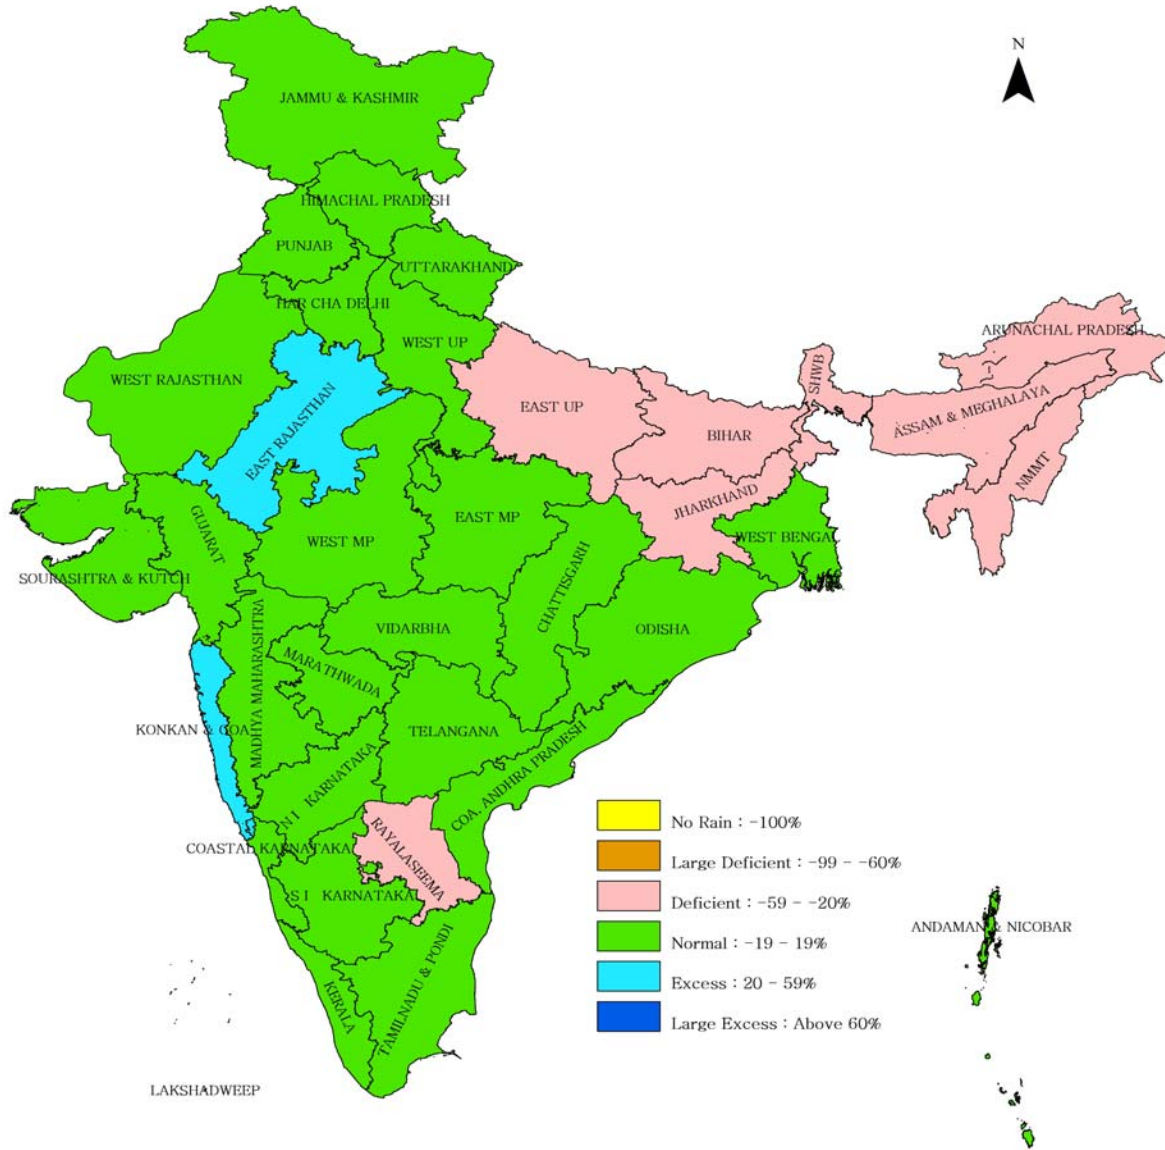 N
JAMMU & KASHMIR
HIMACHAL PRADESH
PUNJAB
UTTARAKHAND
HAR CHA DELHI
WEST UP
WEST RAJASTHAN
EAST RAJASTHAN
EAST UP
BIHAR
SHWB
ARUNACHAL PRADESH
ASSAM & MEGHALAYA
NMMT
JHARKHAND
GUJARAT
WEST MP
EAST MP
WEST BENGAL
SOURASHTRA & KUTCH
CHATTISGARH
VIDARBHA
ODISHA
MADHYA MAHARASHTRA
MARATHWADA
KONKAN & GOA
TELANGANA
N I KARNATAKA
COA. ANDHRA PRADESH
COASTAL KARNATAKA
RAYALASEEMA
S I KARNATAKA
KERALA
TAMILNADU & PONDI
ANDAMAN & NICOBAR
LAKSHADWEEP
No Rain : -100%
Large Deficient : -99 - -60%
Deficient : -59 - -20%
Normal : -19 - 19%
Excess : 20 - 59%
Large Excess : Above 60%